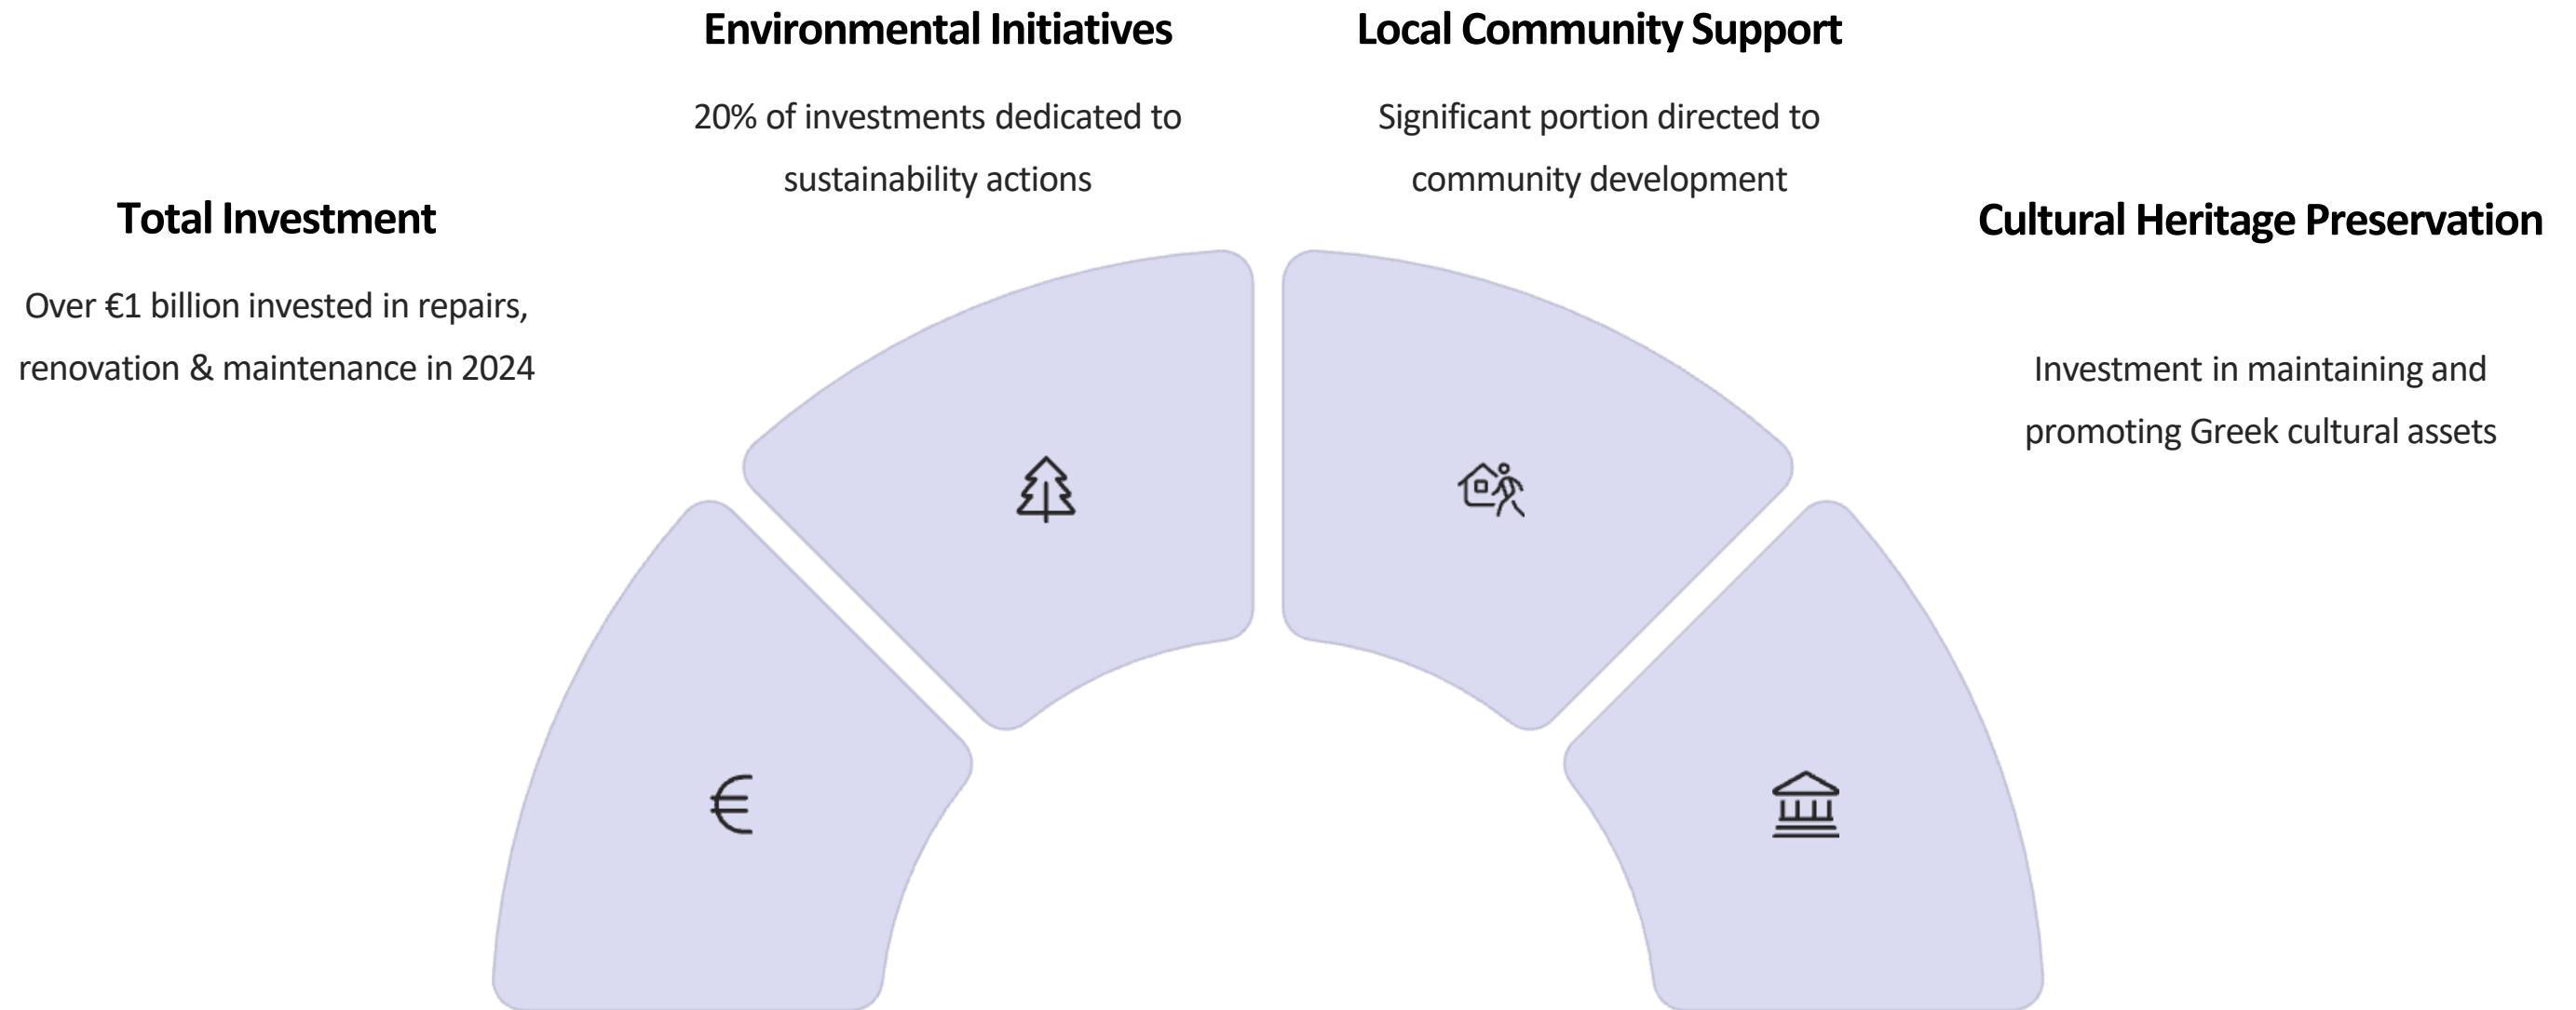 Total Investment
Over €1 billion invested in repairs,
renovation & maintenance in 2024
Environmental Initiatives
20% of investments dedicated to
sustainability actions
Local Community Support
Significant portion directed to
community development
Cultural Heritage Preservation
Investment in maintaining and
promoting Greek cultural assets
€